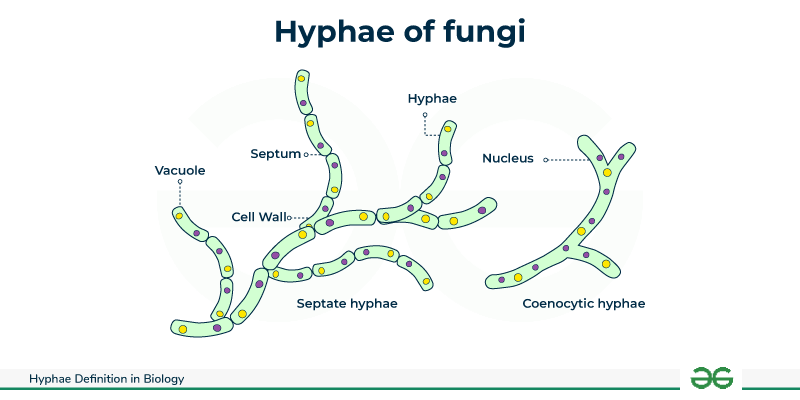 Hyphae of fungi
Hyphae
Septum
Nucleus
Vacuole
Cell Wall
Septate hyphae
Coenocytic hyphae
Hyphae Definition in Biology